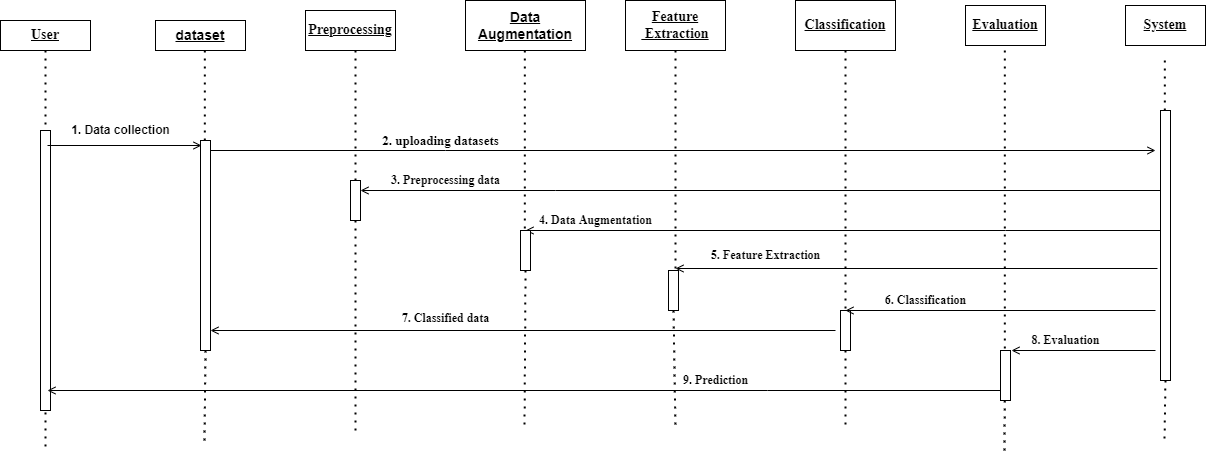 User
dataset
Preprocessing
Data
Augmentation
Feature
Extraction
Classification
Evaluation
System
1. Data collection
2. uploading datasets
3. Preprocessing data
4. Data Augmentation
5. Feature Extraction
6. Classification
7. Classified data
8. Evaluation
9. Prediction